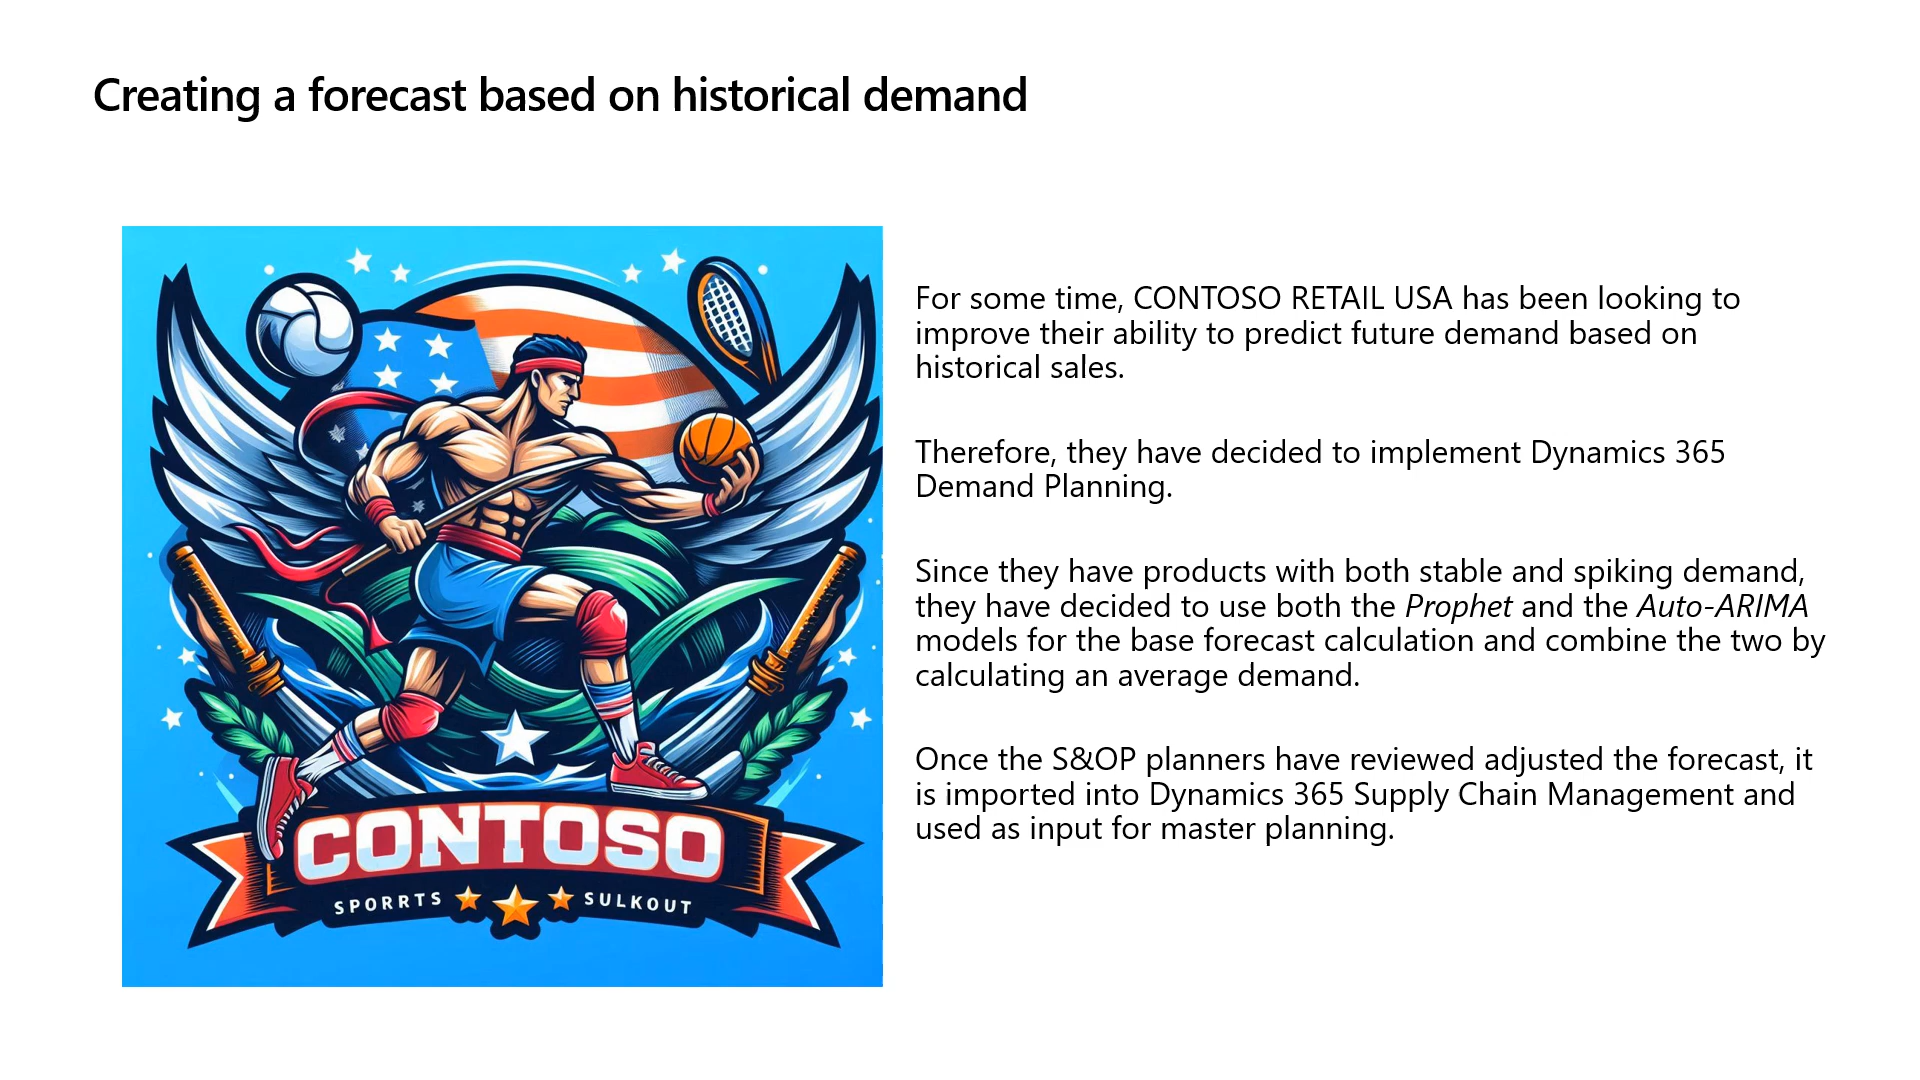 Creating a forecast based on historical demand
For some time, CONTOSO RETAIL USA has been looking to
improve their ability to predict future demand based on
historical sales.
Therefore, they have decided to implement Dynamics 365
Demand Planning.
Since they have products with both stable and spiking demand,
they have decided to use both the Prophet and the Auto-ARIMA
models for the base forecast calculation and combine the two by
calculating an average demand.
Once the S&OP planners have reviewed adjusted the forecast, it
is imported into Dynamics 365 Supply Chain Management and
used as input for master planning.
CONTOSO
SPORRTS SULKOUT